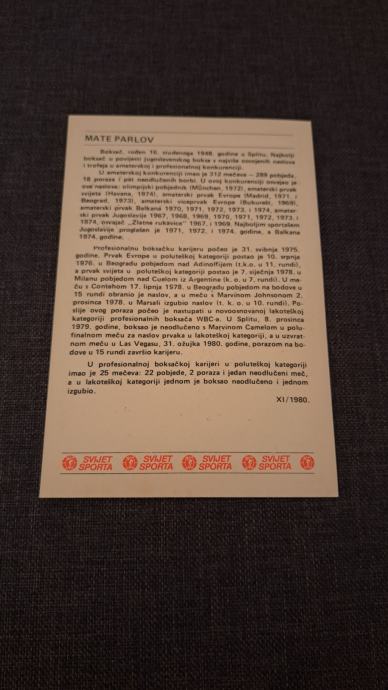 MATE PARLOV
Boksač, rođen 16. studenoga 1948. godine u Splitu. Najbolji
boksač u povijesti jugoslavenskog boksa s najviše osvojenih naslova
i trofeja u amaterskoj i profesionalnoj konkurenciji.
U amaterskoj konkurenciji imao je 312 mečeva — 289 pobjeda,
18 poraza i pet neodlučenih borbi. U ovoj konkurenciji osvojio je
ove naslove: olimpijski pobjednik (München, 1972), amaterski prvak
svijeta (Havana, 1974), amaterski prvak Evrope (Madrid, 1971. i
Beograd, 1973), amaterski viceprvak Evrope (Bukurešt, 1969),
amaterski prvak Balkana 1970, 1971, 1972, 1973. i 1974, amater-
ski prvak Jugoslavije 1967, 1968, 1969, 1970, 1971, 1972, 1973. i
1974, osvajač „Zlatne rukavice" 1967. i 1969. Najboljim sportašem
Jugoslavije proglašen je 1971, 1972. i 1974. godine, a Balkana
1974. godine.
Profesionalnu boksačku karijeru počeo je 31. svibnja 1975.
godine. Prvak Evrope u poluteškoj kategoriji postao je 10. srpnja
1976. u Beogradu pobjedom nad Adinolfijem (t.k.o., u 11. rundi),
a prvak svijeta u poluteškoj kategoriji postao je 7. siječnja 1978. u
Milanu pobjedom nad Cuelom iz Argentine (k. o., u 7. rundi). U me-
ču s Contehom 17. lipnja 1978. u Beogradu pobjedom na bodove u
15 rundi obranio je naslov, a u meču s Marvinom Johnsonom 2.
prosinca 1978. u Marsali izgubio naslov (t. k. o., u 10. rundi). Po-
slije ovog poraza počeo je nastupati u novoosnovanoj lakoteškoj
kategoriji profesionalnih boksača WBC-a. U Splitu, 8. prosinca
1979. godine, boksao je neodlučeno s Marvinom Camelom u polu-
finalnom meču za naslov prvaka u lakoteškoj kategoriji, a u uzvrat-
nom meču u Las Vegasu, 31. ožujka 1980. godine, porazom na bo-
dove u 15 rundi završio karijeru.
U profesionalnoj boksačkoj karijeri u poluteškoj kategoriji
imao je 25 mečeva: 22 pobjede, 2 poraza i jedan neodlučeni meč,
a u lakoteškoj kategoriji jednom je boksao neodlučeno i jednom
izgubio.
XI/1980.
SVIJET SPORTA SVIJET SPORTA SVIJET SPORTA SVIJET SPORTA